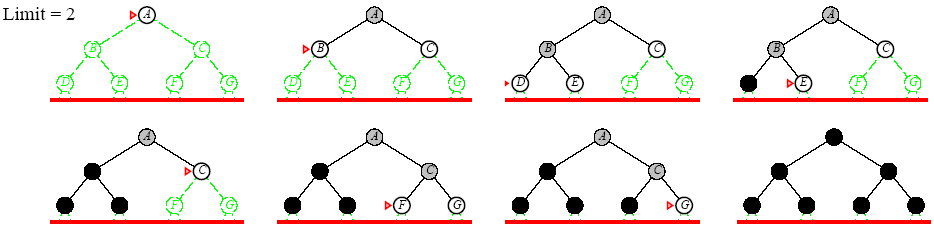 Limit = 2 A A A A
B C B C B C B C
D E F G D E F G D E F G E F G
A A A
C C C
F G F G G